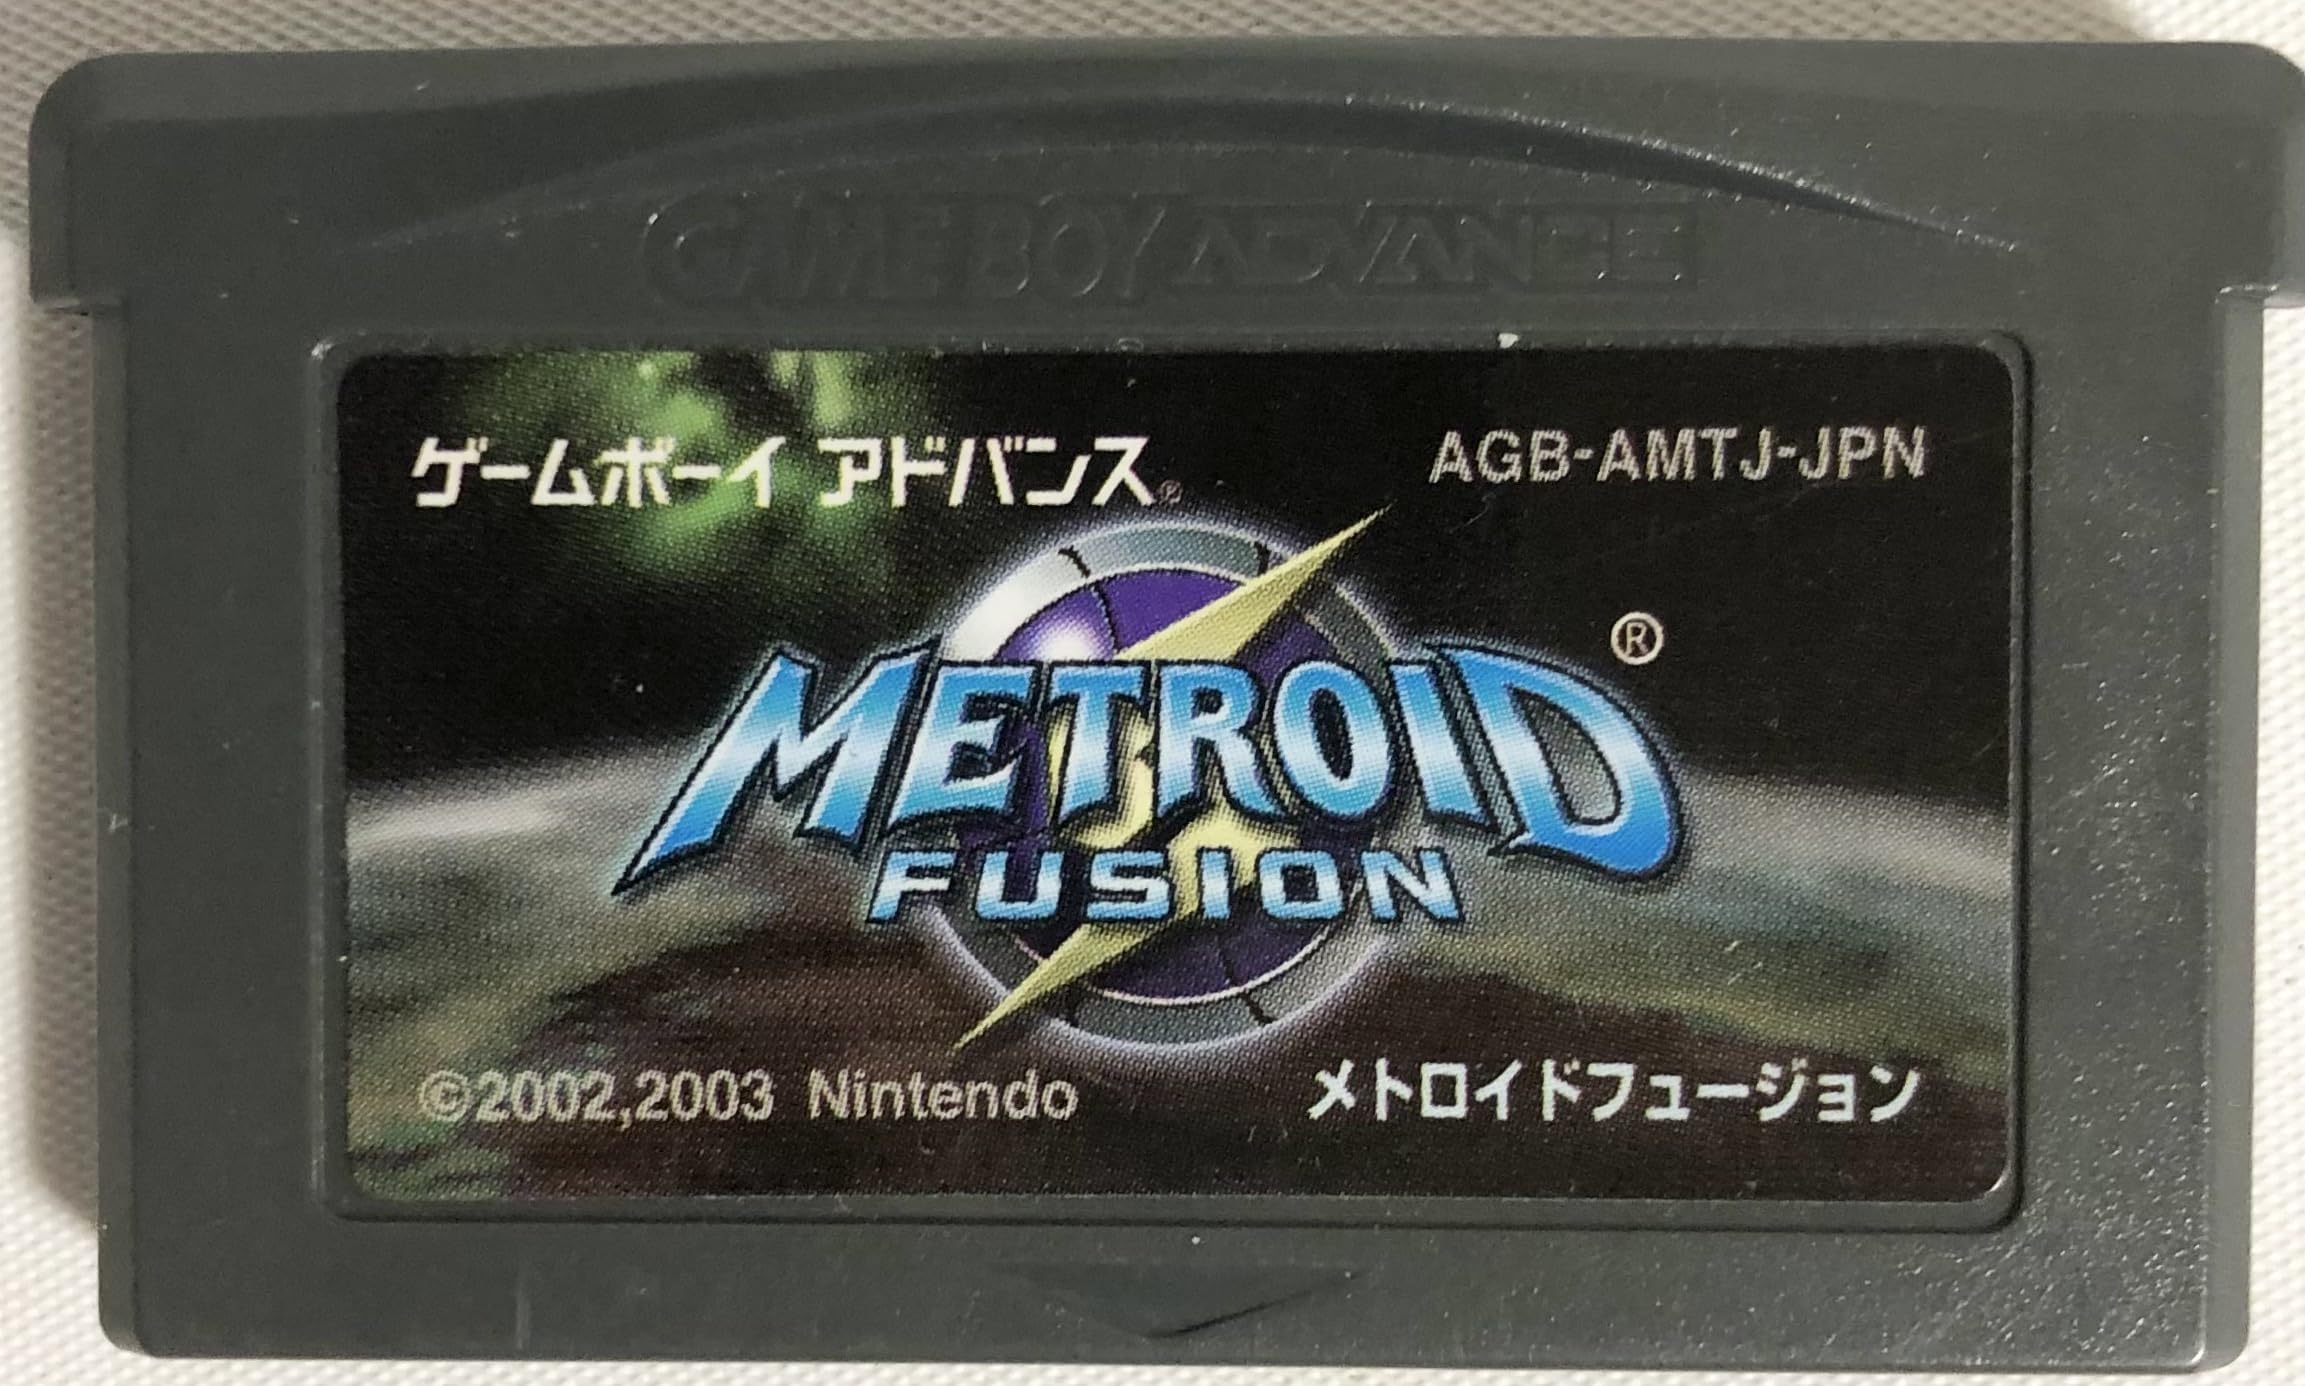 GAME BOY ADVANCE
ゲームボーイ アドバンス®
AGB-AMTJ-JPN
METROID®
FUSION
©2002,2003 Nintendo
メトロイドフュージョン